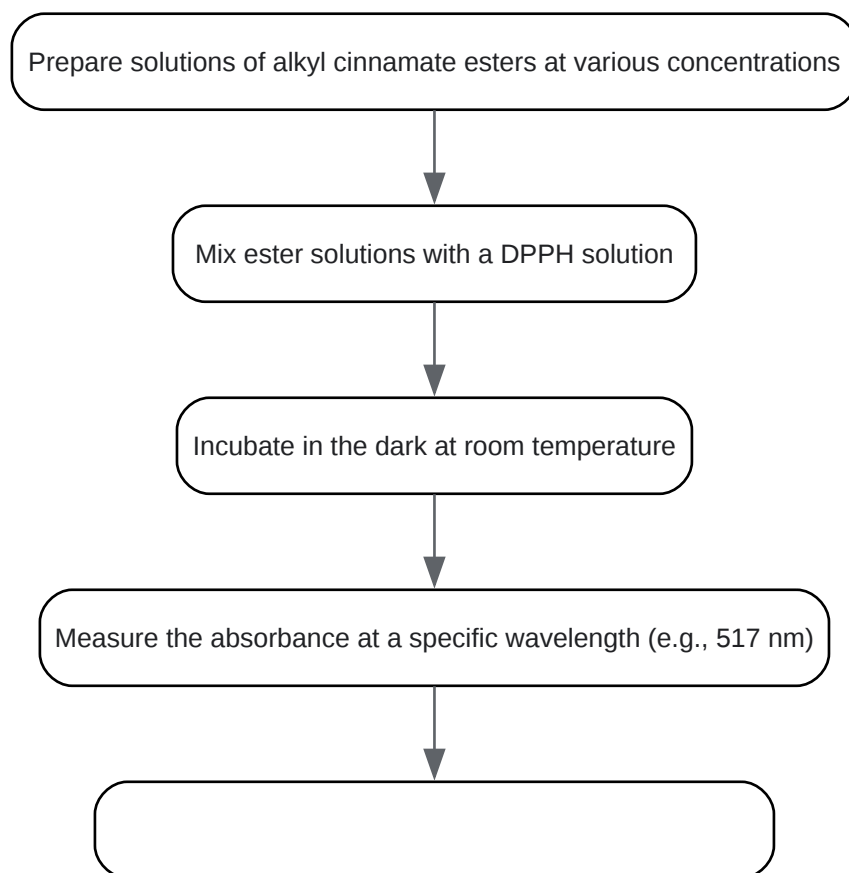 Prepare solutions of alkyl cinnamate esters at various concentrations
Mix ester solutions with a DPPH solution
Incubate in the dark at room temperature
Measure the absorbance at a specific wavelength (e.g., 517 nm)